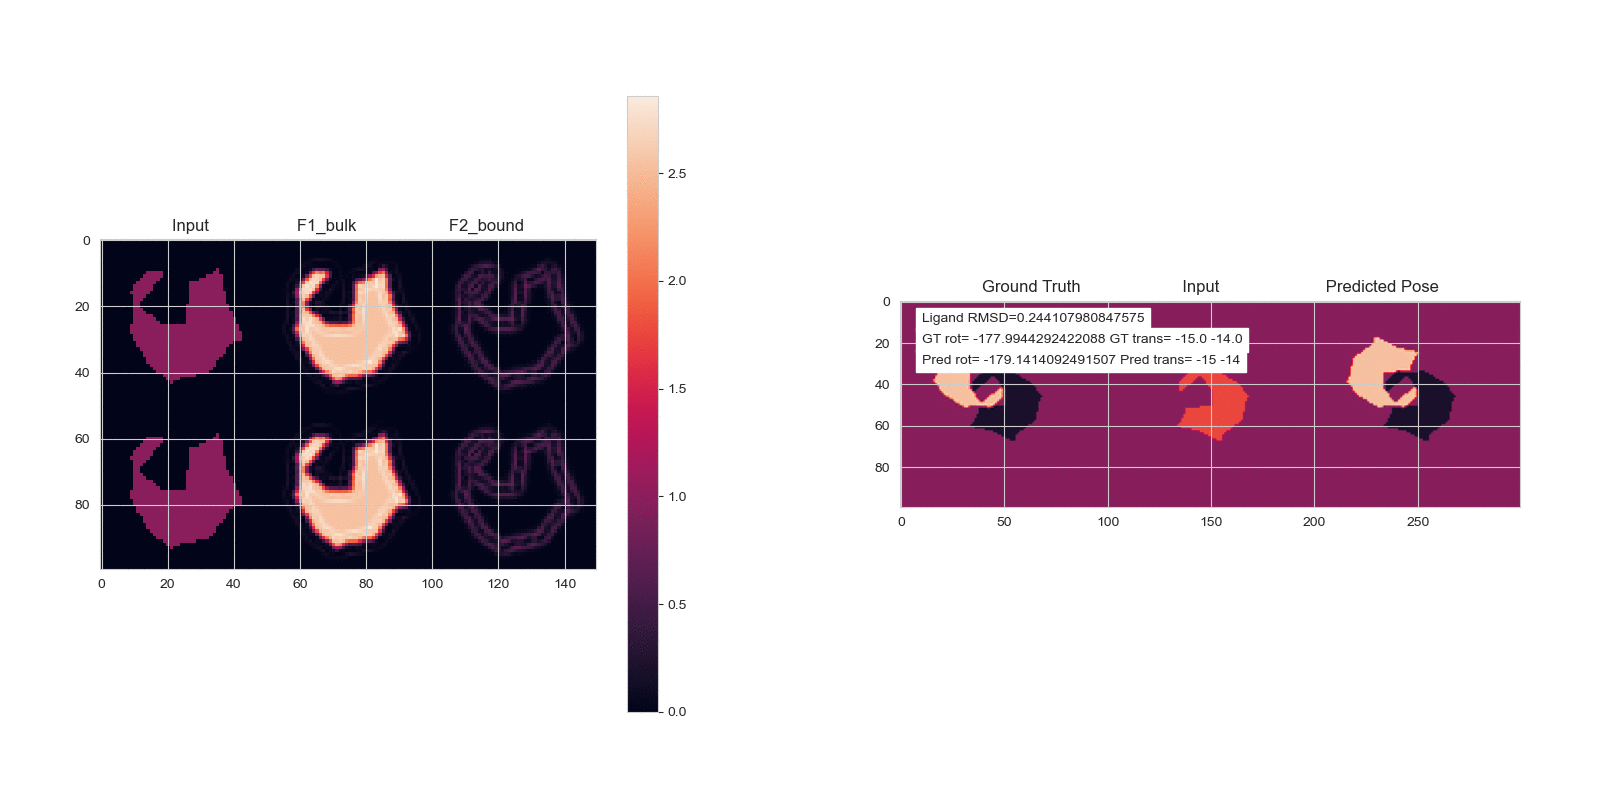 Input F1_bulk F2_bound
0
20
40
60
80
0 20 40 60 80 100 120 140
2.5
2.0
1.5
1.0
0.5
0.0
Ground Truth Input Predicted Pose
Ligand RMSD=0.244107980847575
GT rot= -177.9944292422088 GT trans= -15.0 -14.0
Pred rot= -179.1414092491507 Pred trans= -15 -14
0
20
40
60
80
0 50 100 150 200 250